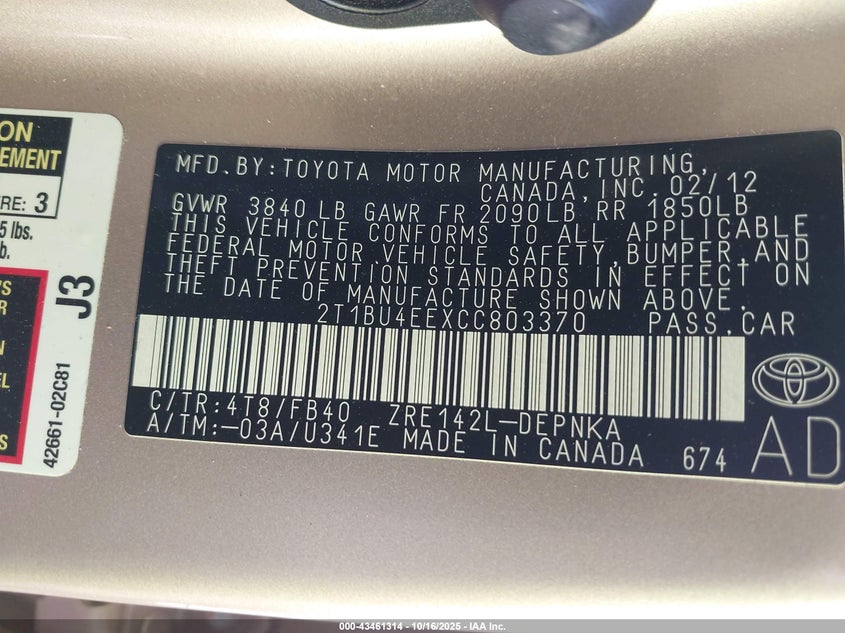 ON
EMENT
RE: 3
5 lbs.
b.
J3
42661-02C81
MFD.BY:TOYOTA MOTOR MANUFACTURING,
CANADA,INC. 02/12
GVWR 3840 LB GAWR FR 2090LB RR 1850LB
THIS VEHICLE CONFORMS TO ALL APPLICABLE
FEDERAL MOTOR VEHICLE SAFETY,BUMPER,AND
THEFT PREVENTION STANDARDS IN EFFECT ON
THE DATE OF MANUFACTURE SHOWN ABOVE.
2T1BU4EEXCC803370 PASS.CAR
C/TR:4T8/FB40 ZRE142L-DEPNKA
A/TM:-03A/U341E MADE IN CANADA 674
AD
000-43461314 - 10/16/2025 - IAA Inc.